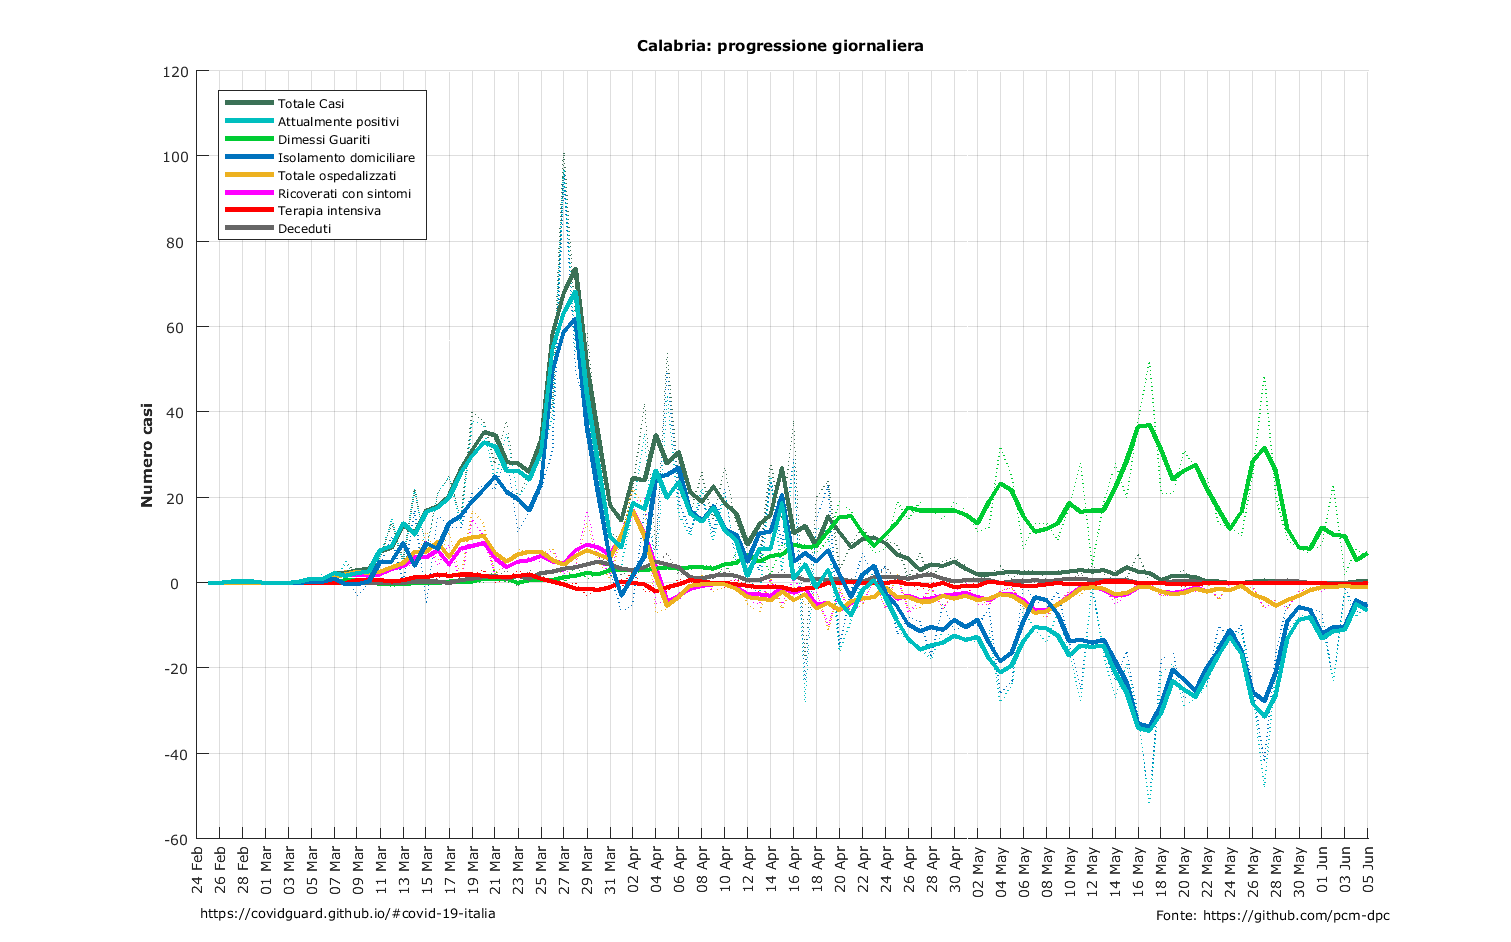 Calabria: progressione giornaliera
Numero casi
120
100
80
60
40
20
0
-20
-40
-60
Totale Casi
Attualmente positivi
Dimessi Guariti
Isolamento domiciliare
Totale ospedalizzati
Ricoverati con sintomi
Terapia intensiva
Deceduti
24 Feb
26 Feb
28 Feb
01 Mar
03 Mar
05 Mar
07 Mar
09 Mar
11 Mar
13 Mar
15 Mar
17 Mar
19 Mar
21 Mar
23 Mar
25 Mar
27 Mar
29 Mar
31 Mar
02 Apr
04 Apr
06 Apr
08 Apr
10 Apr
12 Apr
14 Apr
16 Apr
18 Apr
20 Apr
22 Apr
24 Apr
26 Apr
28 Apr
30 Apr
02 May
04 May
06 May
08 May
10 May
12 May
14 May
16 May
18 May
20 May
22 May
24 May
26 May
28 May
30 May
01 Jun
03 Jun
05 Jun
https://covidguard.github.io/#covid-19-italia
Fonte: https://github.com/pcm-dpc